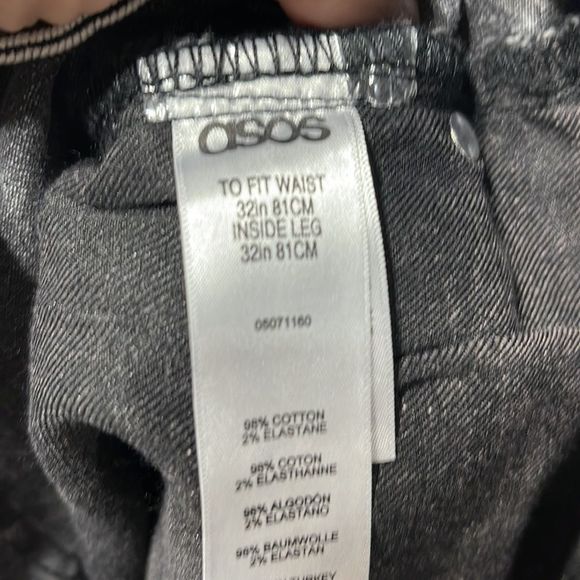 asos
TO FIT WAIST
32in 81CM
INSIDE LEG
32in 81CM
05071160
98% COTTON
2% ELASTANE
98% COTON
2% ELASTHANNE
98% ALGODÓN
2% ELASTANO
98% BAUMWOLLE
2% ELASTAN
TURKEY